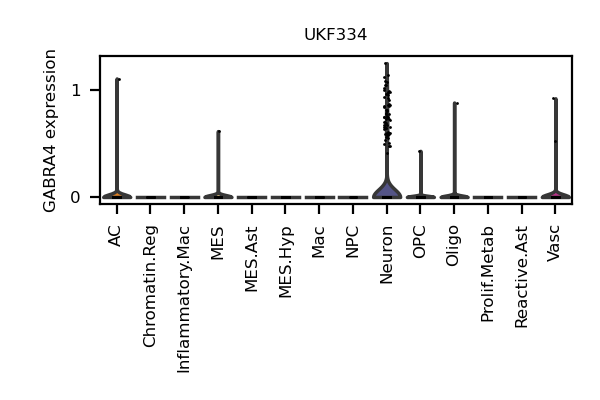 UKF334
GABRA4 expression
1
0
AC
Chromatin.Reg
Inflammatory.Mac
MES
MES.Ast
MES.Hyp
Mac
NPC
Neuron
OPC
Oligo
Prolif.Metab
Reactive.Ast
Vasc